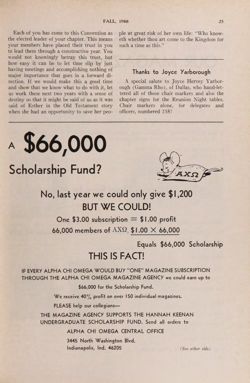 FALL, 1968
25
Each of you has come to this Convention as
the elected leader of your chapter. This means
your members have placed their trust in you
to lead them through a constructive year. You
would not knowingly betray this trust, but
how easy it can be to let time slip by just
having meetings and accomplishing nothing of
major importance that goes in a forward di-
rection. If we would make this a good time
and show that we know what to do with it, let
us work these next two years with a sense of
destiny so that it might be said of us as it was
said of Esther in the Old Testament story
when she had an opportunity to save her peo-
ple at great risk of her own life: "Who know-
eth whether thou art come to the Kingdom for
such a time as this."
Thanks to Joyce Yarborough
A special salute to Joyce Hervey Yarbor-
ough (Gamma Rho), of Dallas, who hand-let-
tered all of those chair markers and also the
chapter signs for the Reunion Night tables.
Chair markers alone, for delegates and
officers, numbered 258!
A $66,000
Scholarship Fund?
ΑΧΩ
No, last year we could only give $1,200
BUT WE COULD!
One $3.00 subscription = $1.00 profit
66,000 members of ΑΧΩ, $1.00 X 66,000
Equals $66,000 Scholarship
THIS IS FACT!
IF EVERY ALPHA CHI OMEGA WOULD BUY "ONE" MAGAZINE SUBSCRIPTION
THROUGH THE ALPHA CHI OMEGA MAGAZINE AGENCY we could earn up to
$66,000 for the Scholarship Fund.
We receive 40% profit on over 150 individual magazines.
PLEASE help our collegians—
THE MAGAZINE AGENCY SUPPORTS THE HANNAH KEENAN
UNDERGRADUATE SCHOLARSHIP FUND. Send all orders to
ALPHA CHI OMEGA CENTRAL OFFICE
3445 North Washington Blvd.
Indianapolis, Ind. 46205
(See other side)